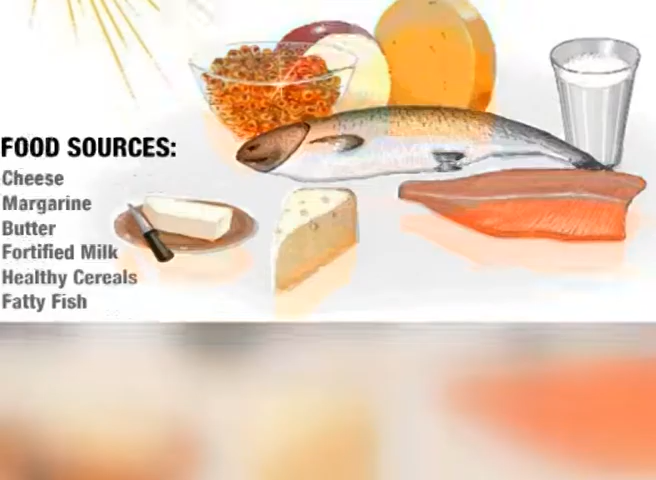 FOOD SOURCES:
Cheese
Margarine
Butter
Fortified Milk
Healthy Cereals
Fatty Fish